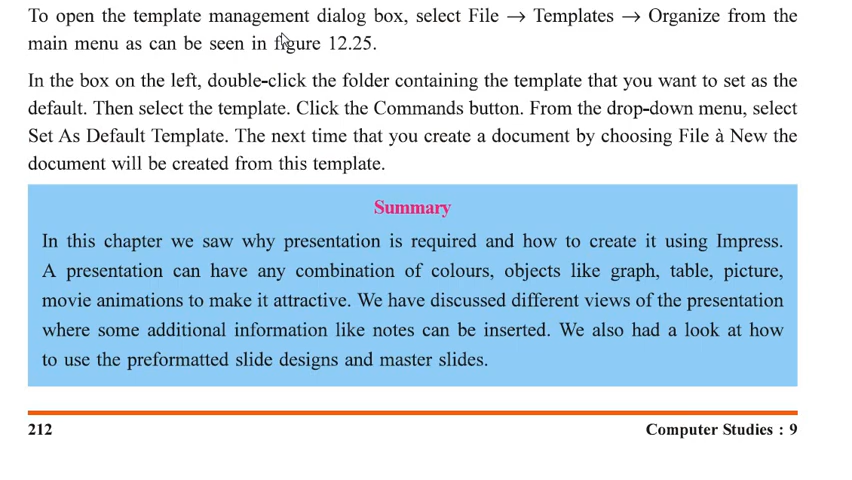 To open the template management dialog box, select File → Templates → Organize from the
main menu as can be seen in figure 12.25.
In the box on the left, double-click the folder containing the template that you want to set as the
default. Then select the template. Click the Commands button. From the drop-down menu, select
Set As Default Template. The next time that you create a document by choosing File à New the
document will be created from this template.
Summary
In this chapter we saw why presentation is required and how to create it using Impress.
A presentation can have any combination of colours, objects like graph, table, picture,
movie animations to make it attractive. We have discussed different views of the presentation
where some additional information like notes can be inserted. We also had a look at how
to use the preformatted slide designs and master slides.
212
Computer Studies : 9